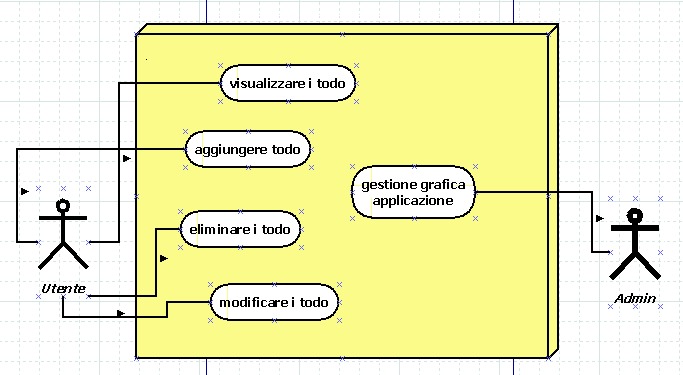 visualizzare i todo
aggiungere todo
gestione grafica
applicazione
eliminare i todo
Utente
modificare i todo
Admin